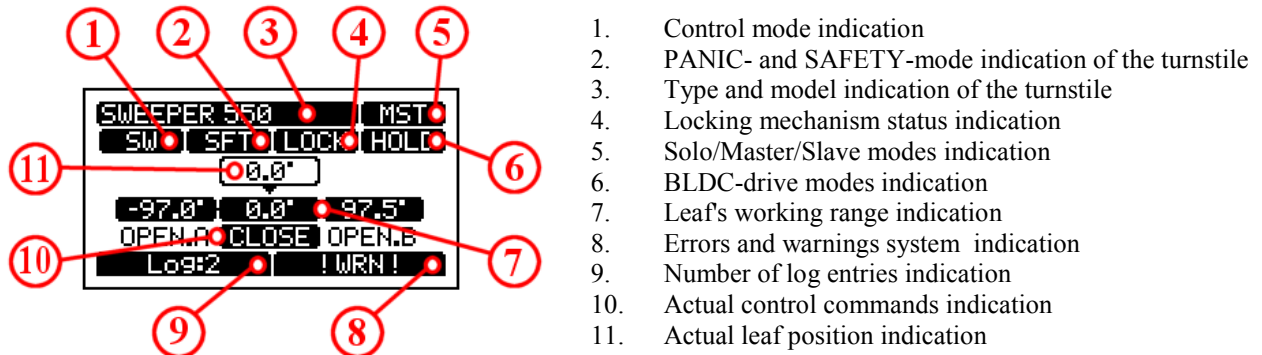 1 2 3 4 5
SWEEPER 550 MST
SW SFT LOCK HOLD
11 0.0°
6
-97.0° 0.0° 97.5°
OPEN.A CLOSE OPEN.B
10 7
Log:2 !WRN!
9 8
1. Control mode indication
2. PANIC- and SAFETY-mode indication of the turnstile
3. Type and model indication of the turnstile
4. Locking mechanism status indication
5. Solo/Master/Slave modes indication
6. BLDC-drive modes indication
7. Leaf's working range indication
8. Errors and warnings system indication
9. Number of log entries indication
10. Actual control commands indication
11. Actual leaf position indication